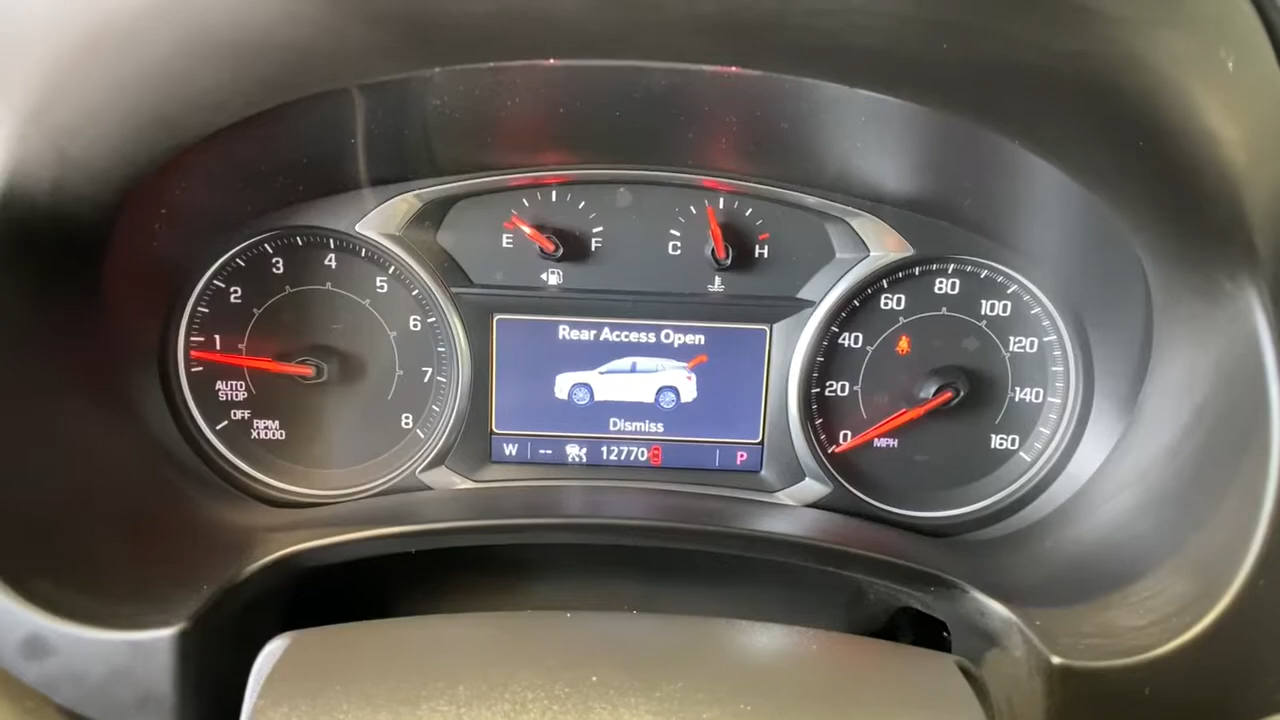 E F
C H
1 2 3 4 5 6 7 8
AUTO
STOP
OFF
RPM
X1000
Rear Access Open
Dismiss
W -- 12770 P
0 20 40 60 80 100 120 140 160
MPH